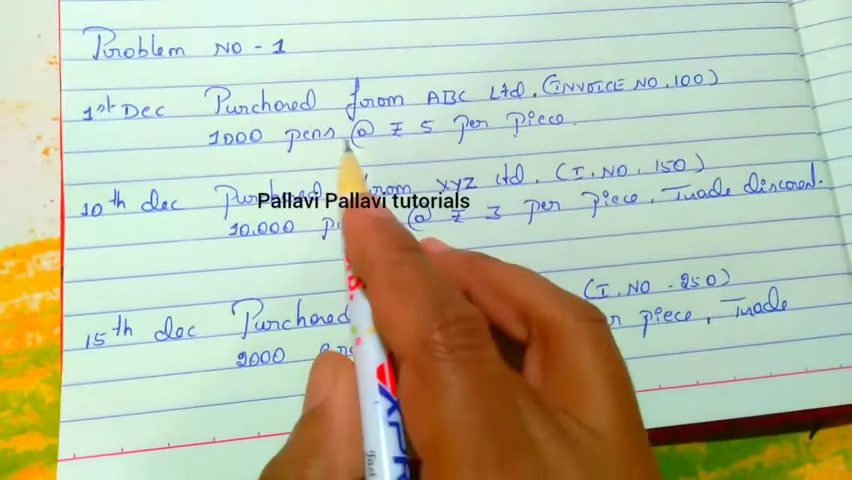 Problem NO - 1
1st Dec Purchased from ABC Ltd. (INVOICE NO. 100)
1000 pens @ ₹ 5 per piece.
10th dec from XYZ Ltd. (I. NO. 150)
Pallavi Pallavi tutorials
10,000 @ ₹ 3 per piece, Trade discored.
15th dec Purchased (I. NO - 250)
2000 piece, Trade